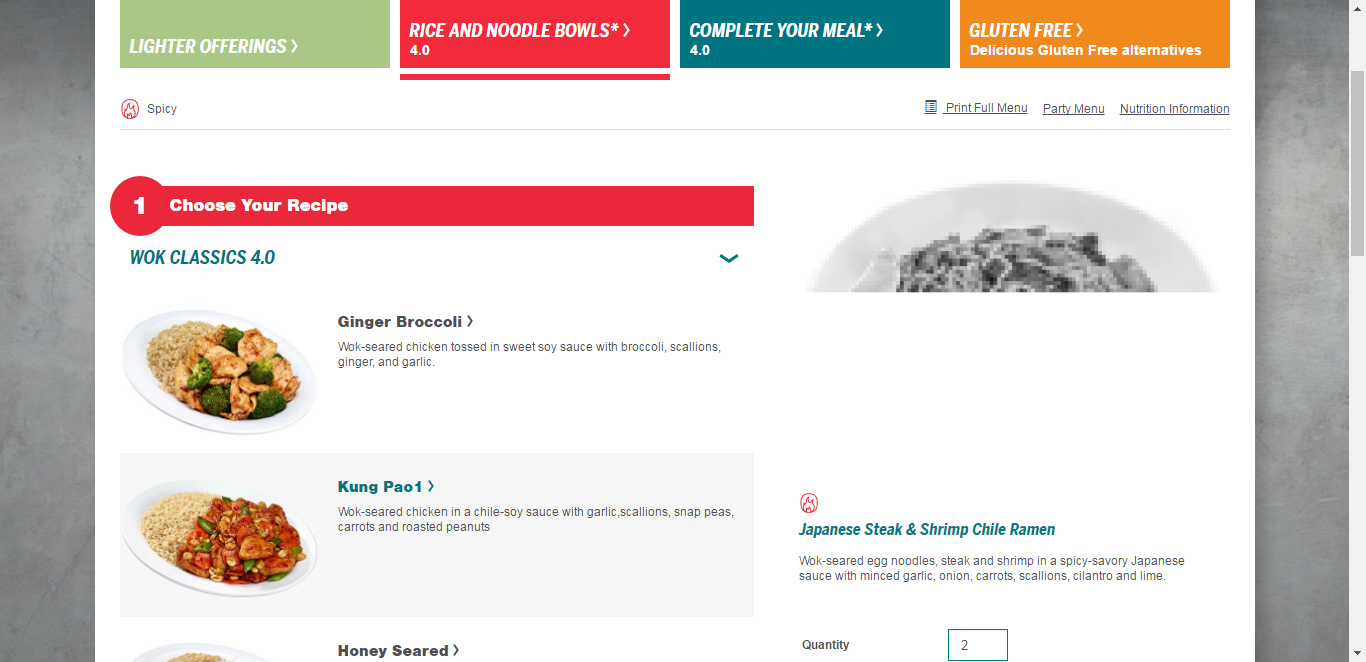 LIGHTER OFFERINGS >
RICE AND NOODLE BOWLS* >
4.0
COMPLETE YOUR MEAL* >
4.0
GLUTEN FREE >
Delicious Gluten Free alternatives
Spicy
Print Full Menu
Party Menu
Nutrition Information
1
Choose Your Recipe
WOK CLASSICS 4.0
Ginger Broccoli >
Wok-seared chicken tossed in sweet soy sauce with broccoli, scallions,
ginger, and garlic.
Kung Pao1 >
Wok-seared chicken in a chile-soy sauce with garlic,scallions, snap peas,
carrots and roasted peanuts
Honey Seared >
Japanese Steak & Shrimp Chile Ramen
Wok-seared egg noodles, steak and shrimp in a spicy-savory Japanese
sauce with minced garlic, onion, carrots, scallions, cilantro and lime.
Quantity
2